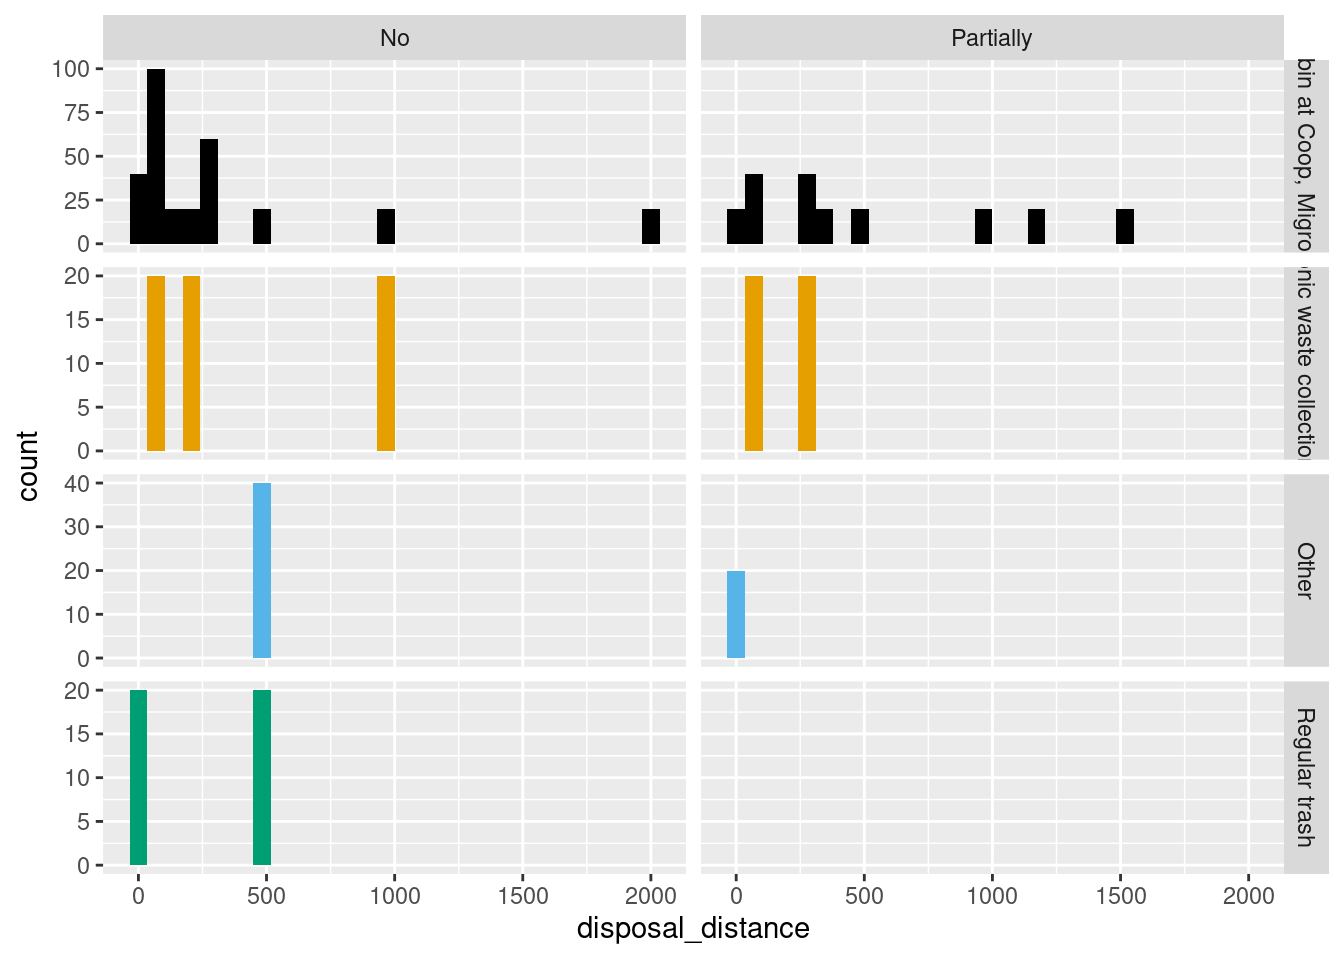 No
Partially
100
75
50
25
0
bin at Coop, Migro
20
15
10
5
0
nic waste collectio
40
30
20
10
0
Other
20
15
10
5
0
Regular trash
0 500 1000 1500 2000
0 500 1000 1500 2000
disposal_distance
count